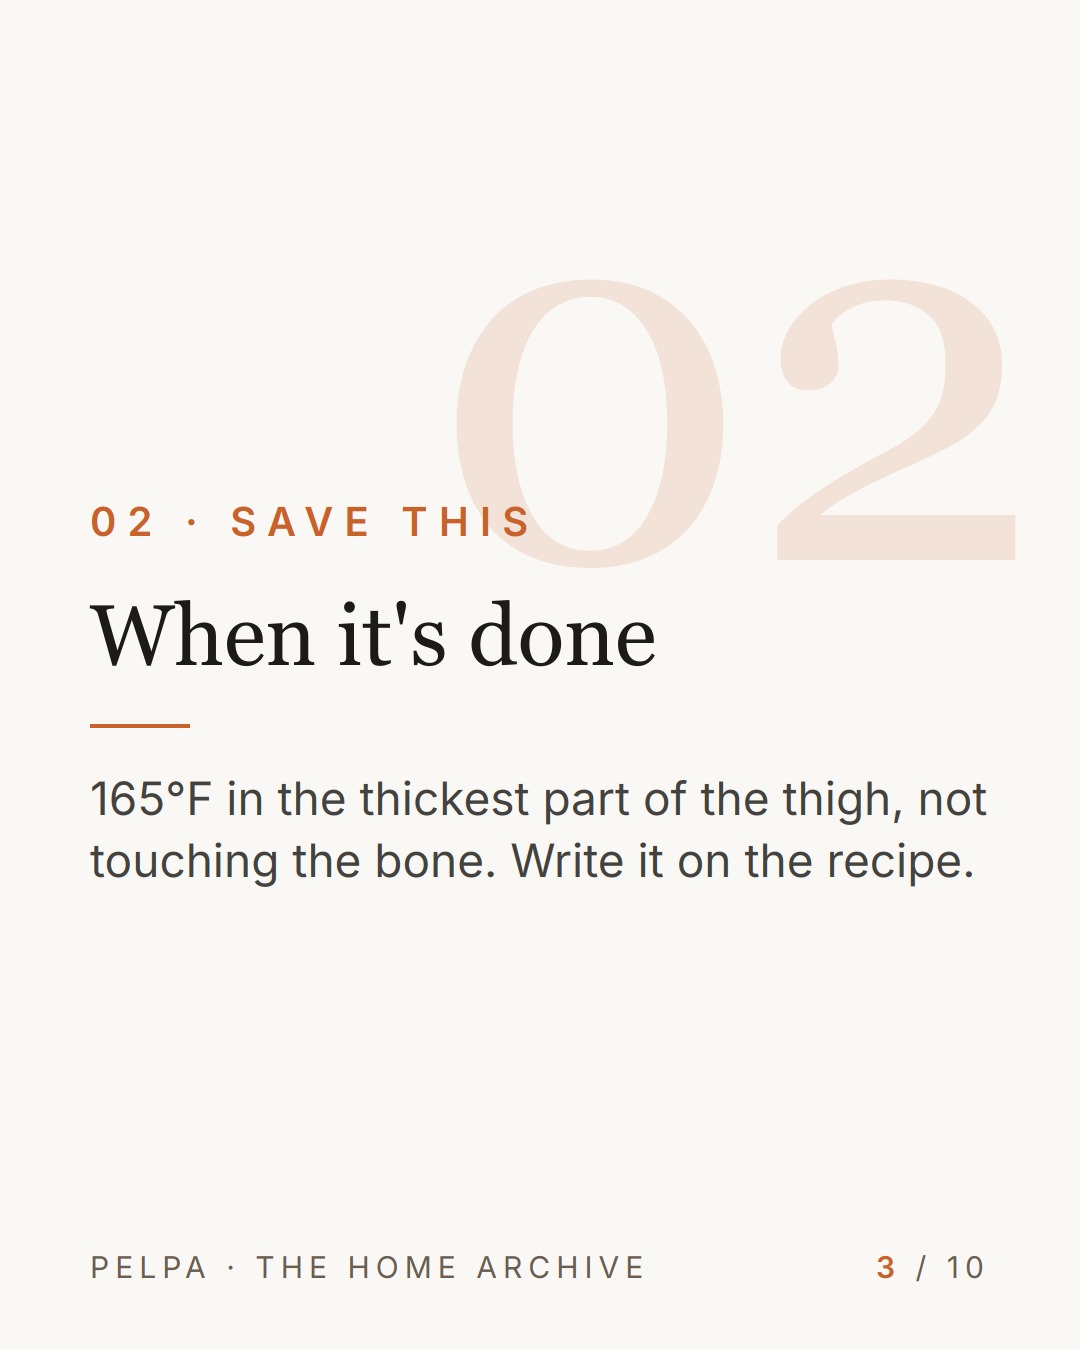 02
02 · SAVE THIS
When it's done
165°F in the thickest part of the thigh, not
touching the bone. Write it on the recipe.
PELPA · THE HOME ARCHIVE
3 / 10